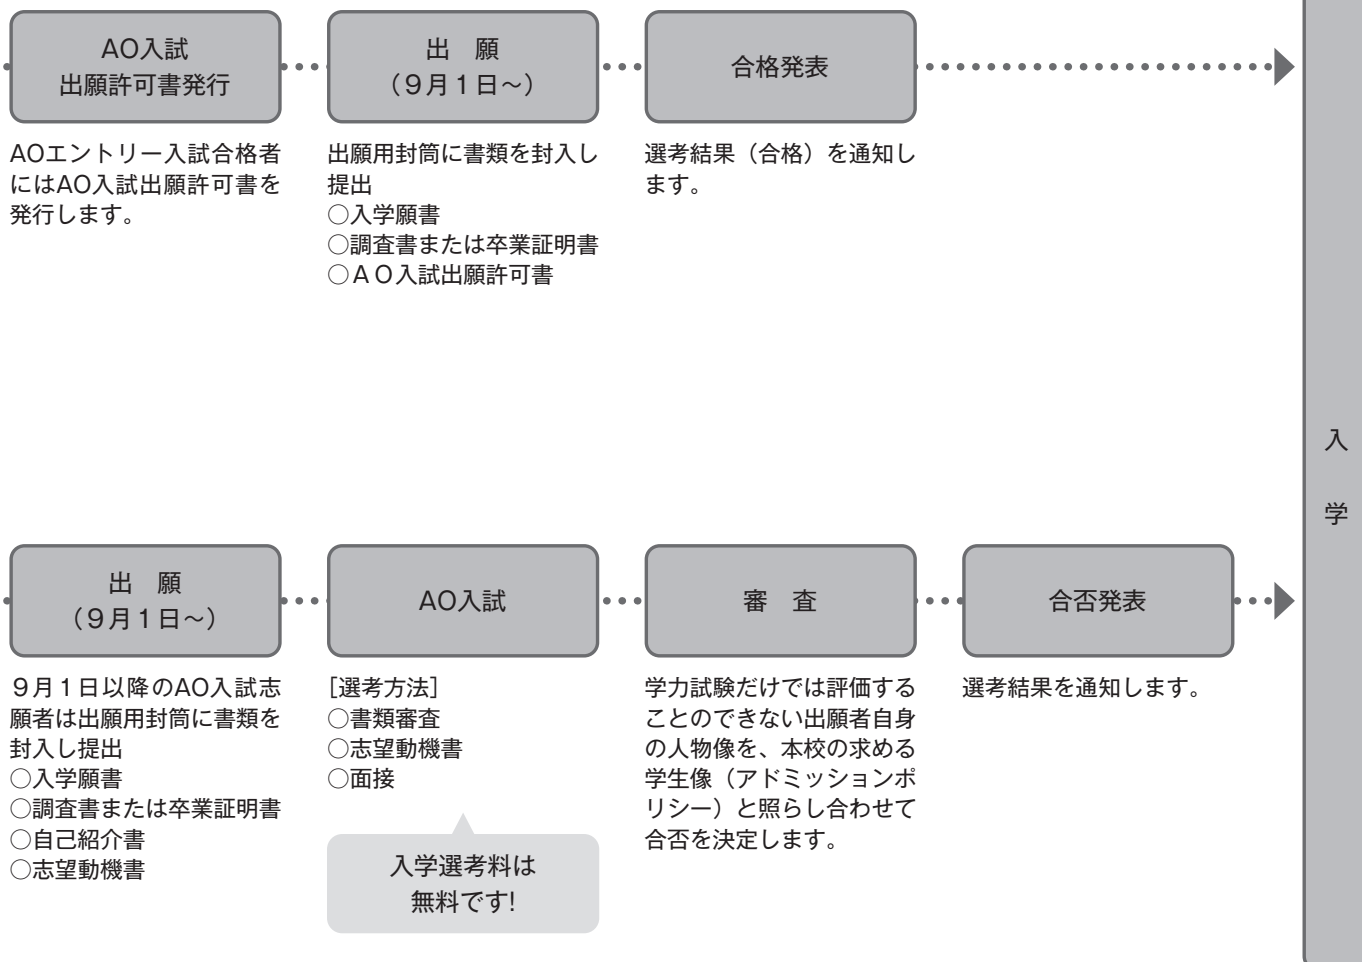 AO入試
出願許可書発行
AOエントリー入試合格者
にはAO入試出願許可書を
発行します。
出　願
（９月１日～）
出願用封筒に書類を封入し
提出
○入学願書
○調査書または卒業証明書
○ＡＯ入試出願許可書
合格発表
選考結果（合格）を通知し
ます。
出　願
（９月１日～）
９月１日以降のAO入試志
願者は出願用封筒に書類を
封入し提出
○入学願書
○調査書または卒業証明書
○自己紹介書
○志望動機書
AO入試
［選考方法］
○書類審査
○志望動機書
○面接
入学選考料は
無料です!
審　査
学力試験だけでは評価する
ことのできない出願者自身
の人物像を、本校の求める
学生像（アドミッションポ
リシー）と照らし合わせて
合否を決定します。
合否発表
選考結果を通知します。
入
学